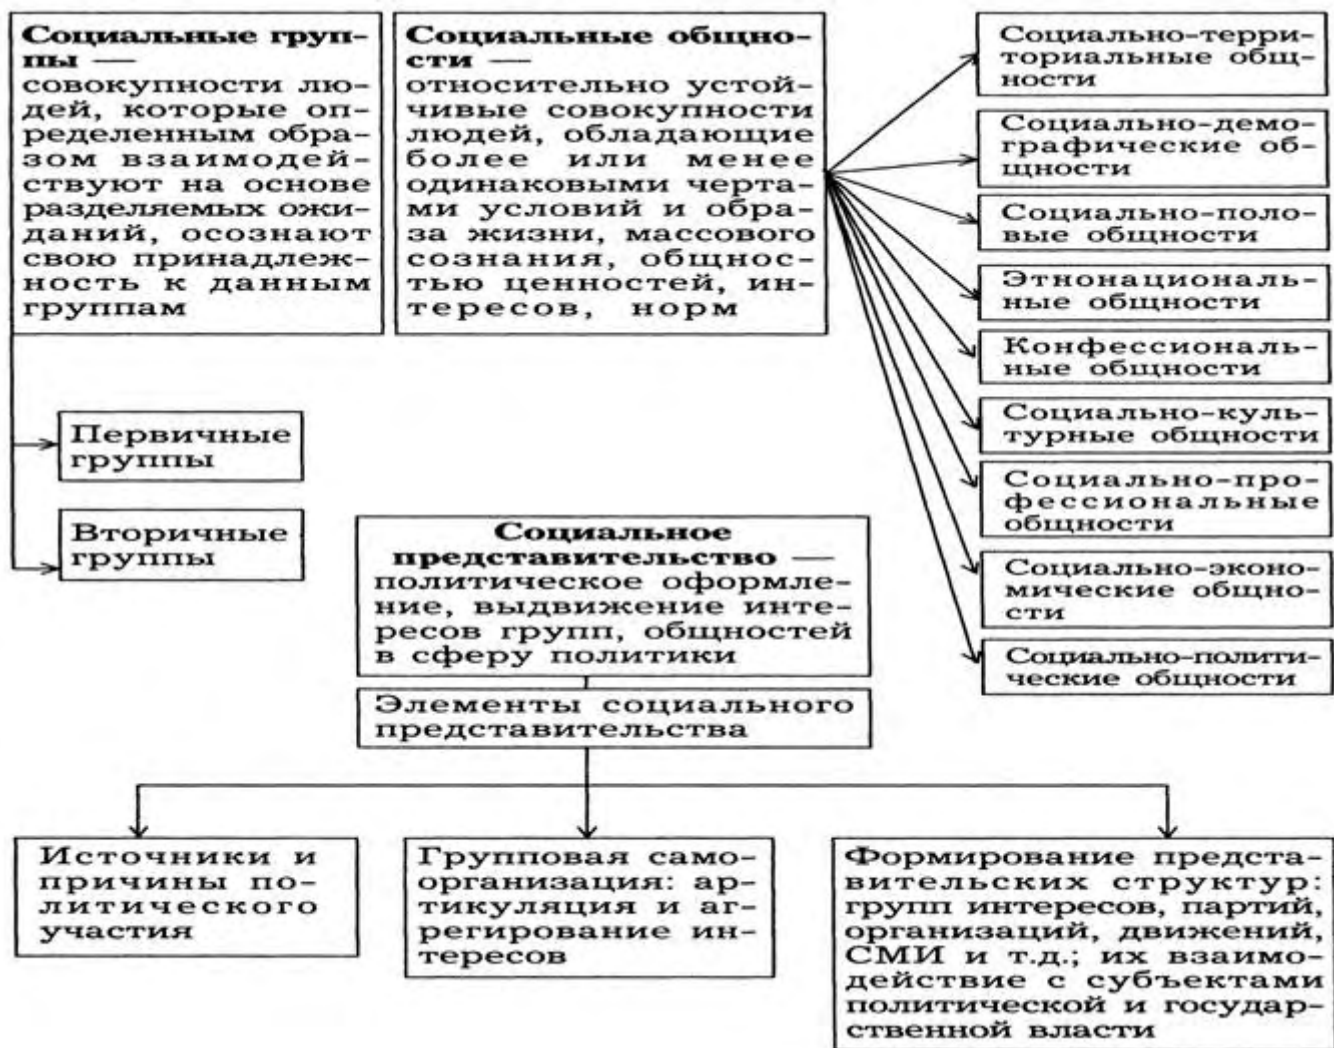 Социальные груп-
пы —
совокупности лю-
дей, которые оп-
ределенным обра-
зом взаимодей-
ствуют на основе
разделяемых ожи-
даний, осознают
свою принадлеж-
ность к данным
группам
Социальные общно-
сти —
относительно устой-
чивые совокупности
людей, обладающие
более или менее
одинаковыми черта-
ми условий и обра-
за жизни, массового
сознания, общнос-
тью ценностей, ин-
тересов, норм
Социально-терри-
ториальные общ-
ности
Социально-демо-
графические об-
щности
Социально-поло-
вые общности
Этнонациональ-
ные общности
Конфессиональ-
ные общности
Социально-куль-
турные общности
Социально-про-
фессиональные
общности
Социально-эконо-
мические общно-
сти
Социально-полити-
ческие общности
Первичные
группы
Вторичные
группы
Социальное
представительство —
политическое оформле-
ние, выдвижение инте-
ресов групп, общностей
в сферу политики
Элементы социального
представительства
Источники и
причины по-
литического
участия
Групповая само-
организация: ар-
тикуляция и аг-
регирование ин-
тересов
Формирование предста-
вительских структур:
групп интересов, партий,
организаций, движений,
СМИ и т.д.; их взаимо-
действие с субъектами
политической и государ-
ственной власти